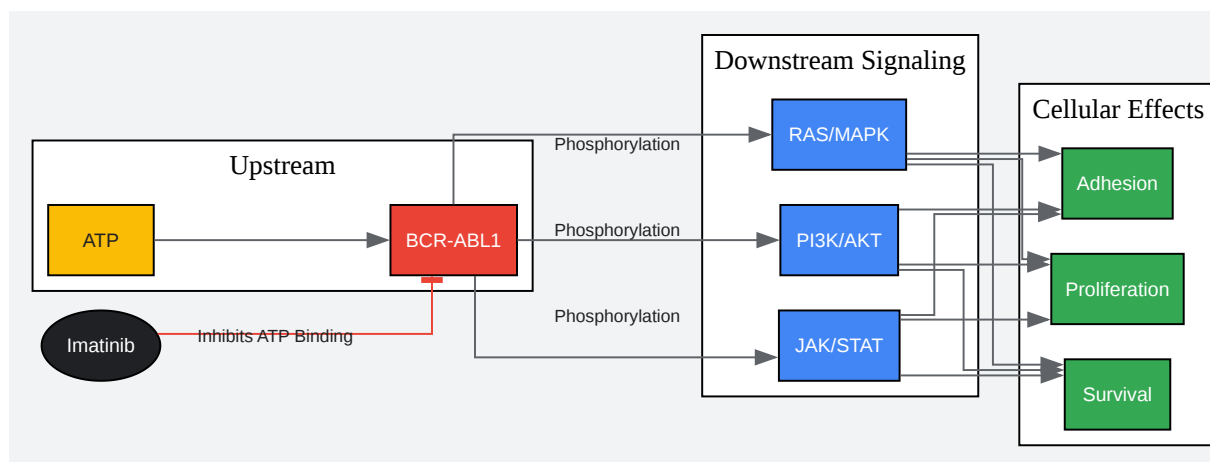 Downstream Signaling
Cellular Effects
RAS/MAPK
Phosphorylation
Upstream
Adhesion
ATP
BCR-ABL1
Phosphorylation
PI3K/AKT
Proliferation
Phosphorylation
Inhibits ATP Binding
Imatinib
JAK/STAT
Survival